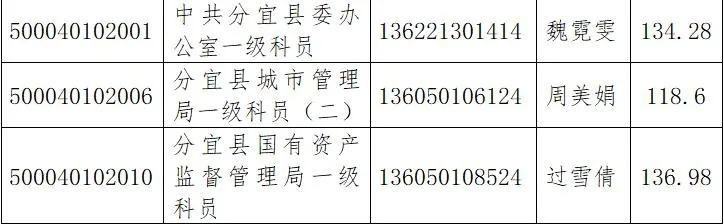 500040102001 中共分宜县委办公室一级科员 136221301414 魏霓雯 134.28
500040102006 分宜县城市管理局一级科员（二） 136050106124 周美娟 118.6
500040102010 分宜县国有资产监督管理局一级科员 136050108524 过雪倩 136.98